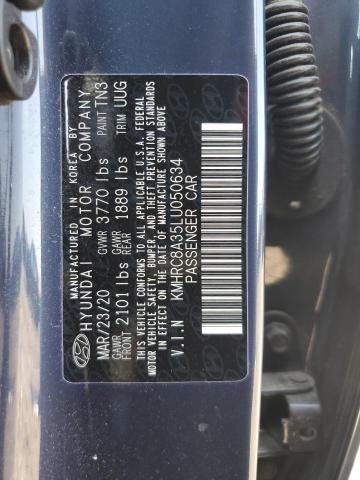 MANUFACTURED IN KOREA BY
HYUNDAI MOTOR COMPANY
MAR/23/20 GVWR 3770 lbs PAINT TN3
GAWR FRONT 2101 lbs GAWR REAR 1889 lbs TRIM UUG
THIS VEHICLE CONFORMS TO ALL APPLICABLE U.S.A. FEDERAL
MOTOR VEHICLE SAFETY, BUMPER, AND THEFT PREVENTION STANDARDS
IN EFFECT ON THE DATE OF MANUFACTURE SHOWN ABOVE.
V.I.N KMHRC8A35LU050634
PASSENGER CAR